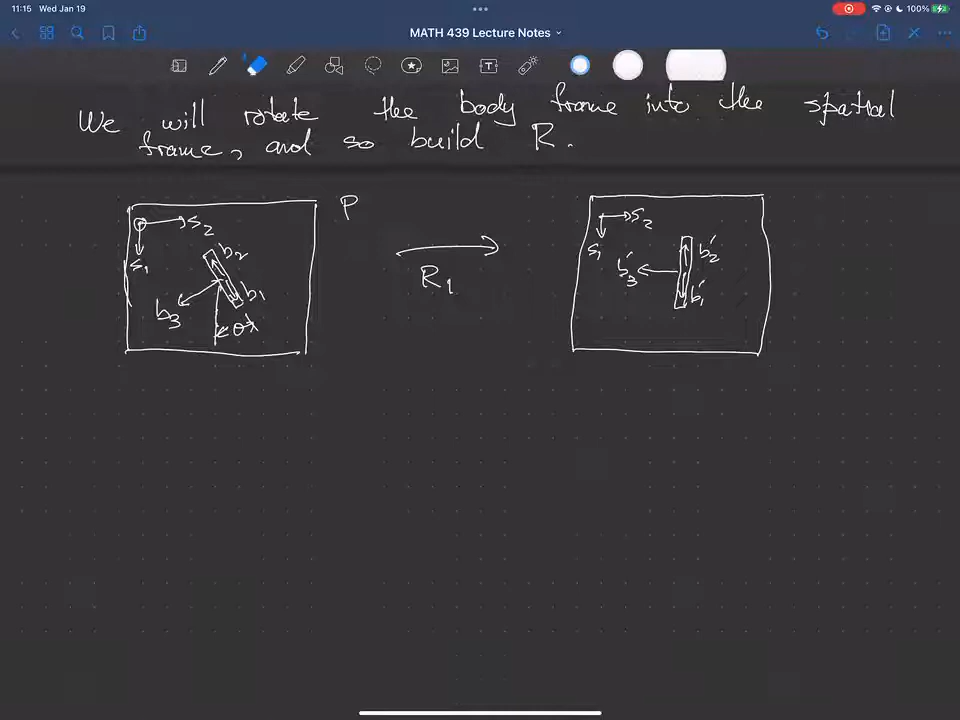 11:15 Wed Jan 19
100%
MATH 439 Lecture Notes
We will rotate the body frame into the spatial
frame, and so build R.
P
s₂
s₁
b₂
b₁
b₃
θ
R₁
s₂
s₁
b₂'
b₃'
b₁'